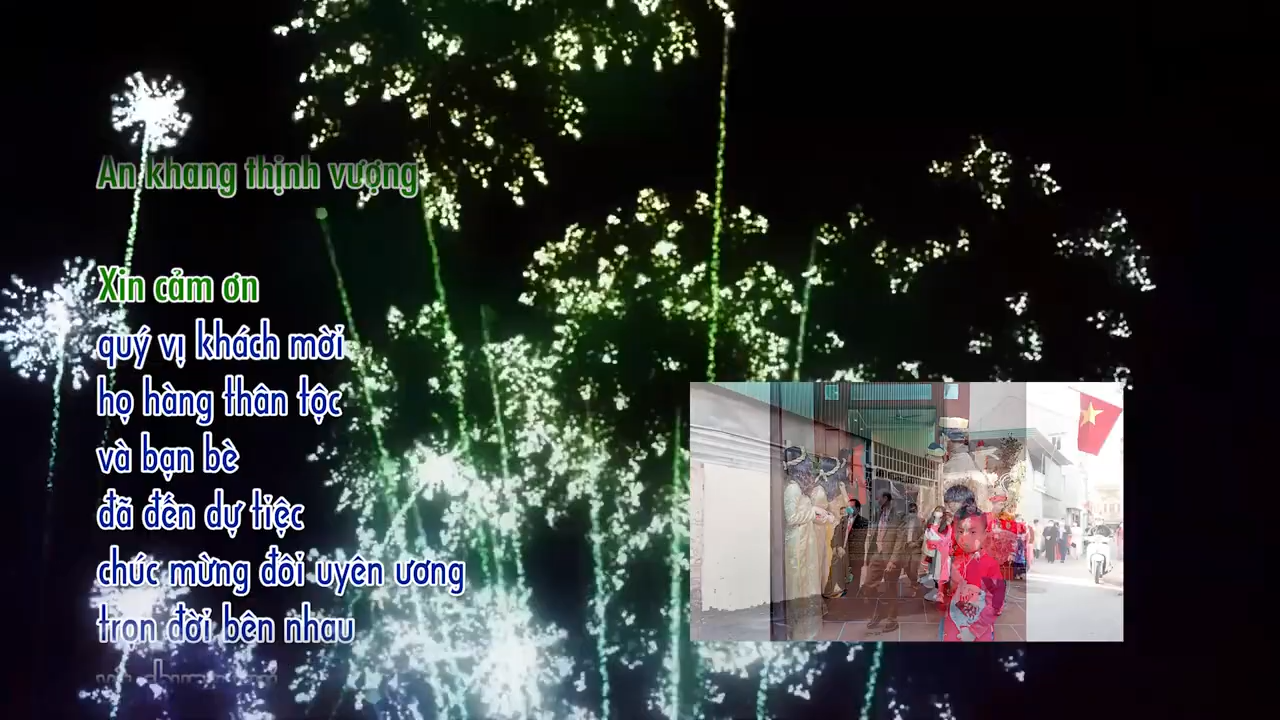 An khang thịnh vượng
Xin cảm ơn
quý vị khách mời
họ hàng thân tộc
và bạn bè
đã đến dự tiệc
chúc mừng đôi uyên ương
trọn đời bên nhau